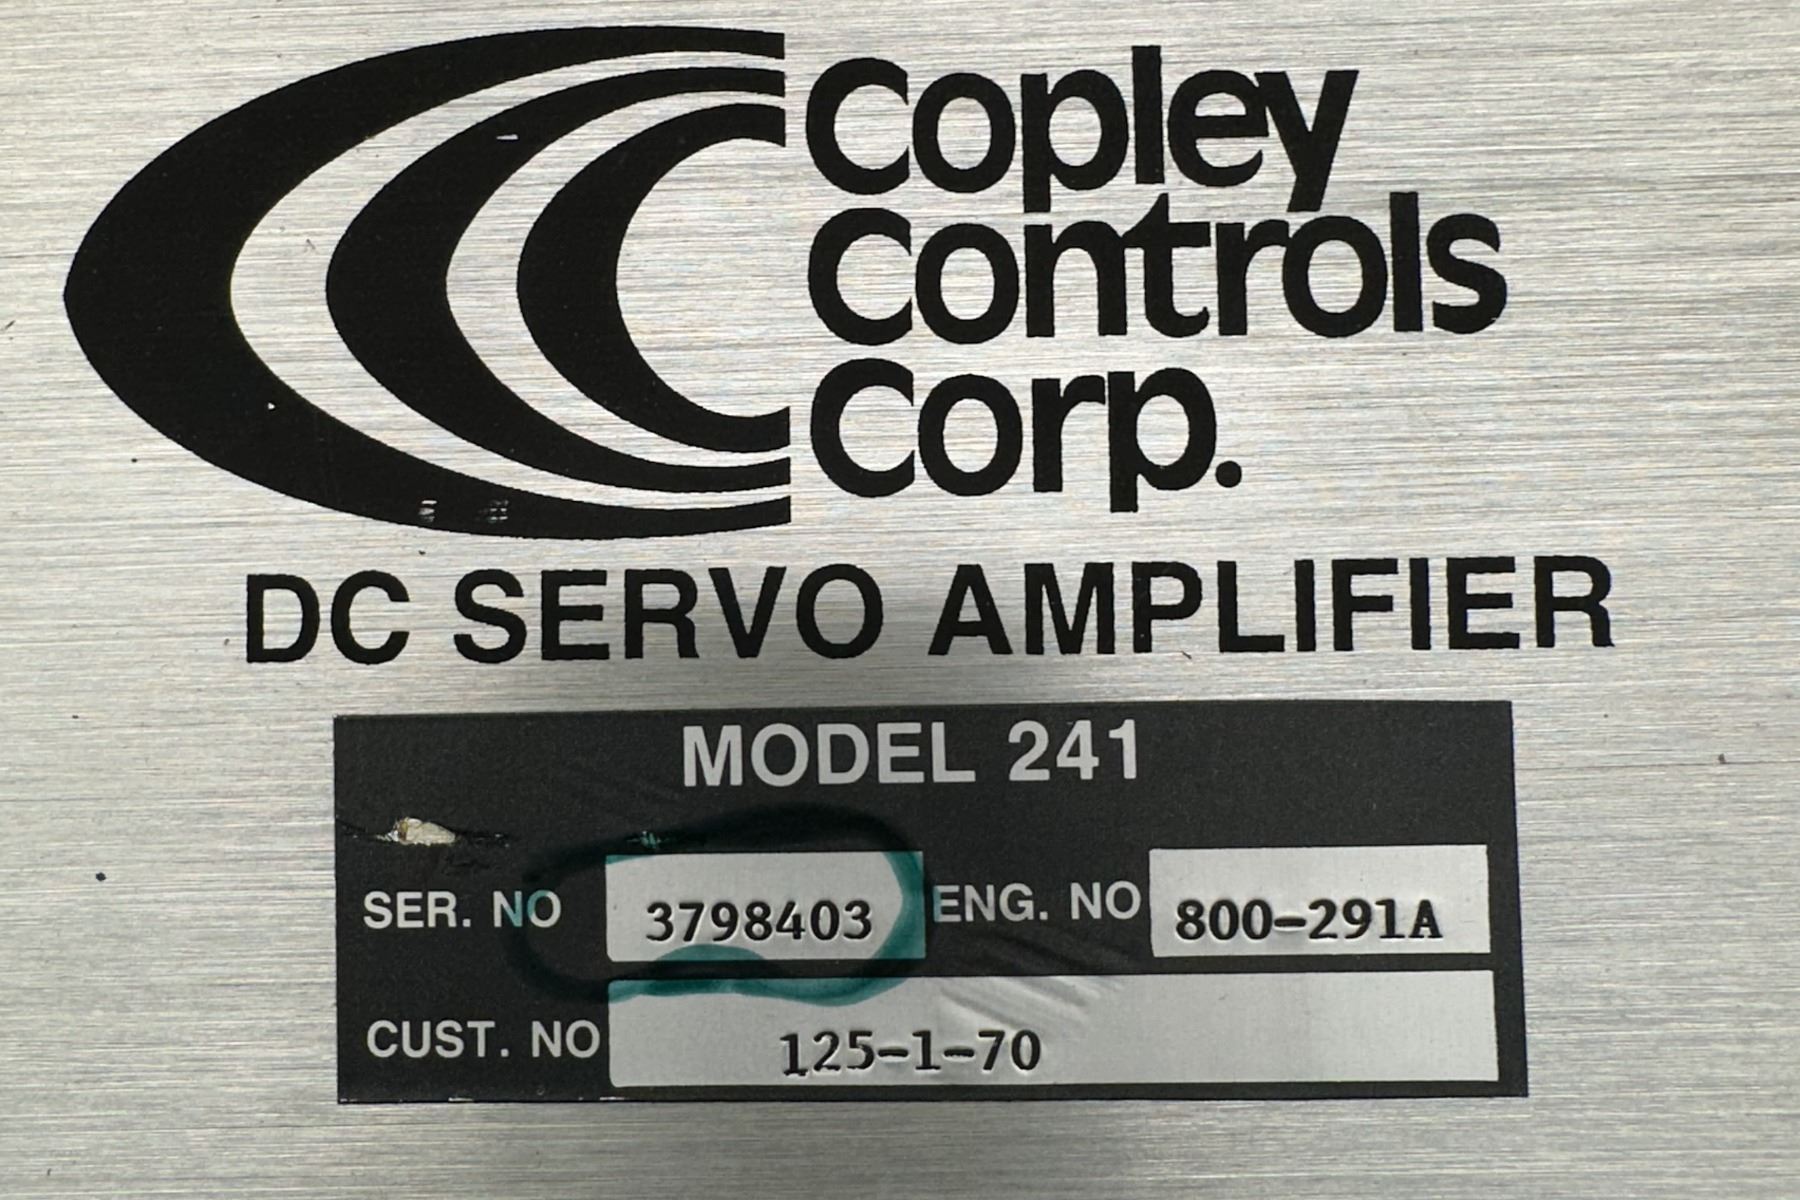 Copley
Controls
Corp.
DC SERVO AMPLIFIER
MODEL 241
SER. NO 3798403 ENG. NO 800-291A
CUST. NO 125-1-70